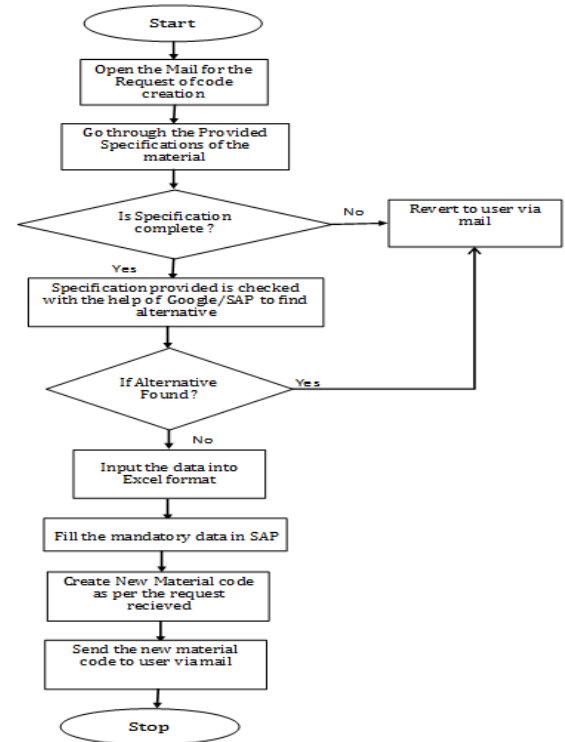 Start
Open the Mail for the
Request of code
creation
Go through the Provided
Specifications of the
material
Is Specification
complete ?
No
Revert to user via
mail
Yes
Specification provided is checked
with the help of Google/SAP to find
alternative
If Alternative
Found?
Yes
No
Input the data into
Excel format
Fill the mandatory data in SAP
Create New Material code
as per the request
recieved
Send the new material
code to user via mail
Stop